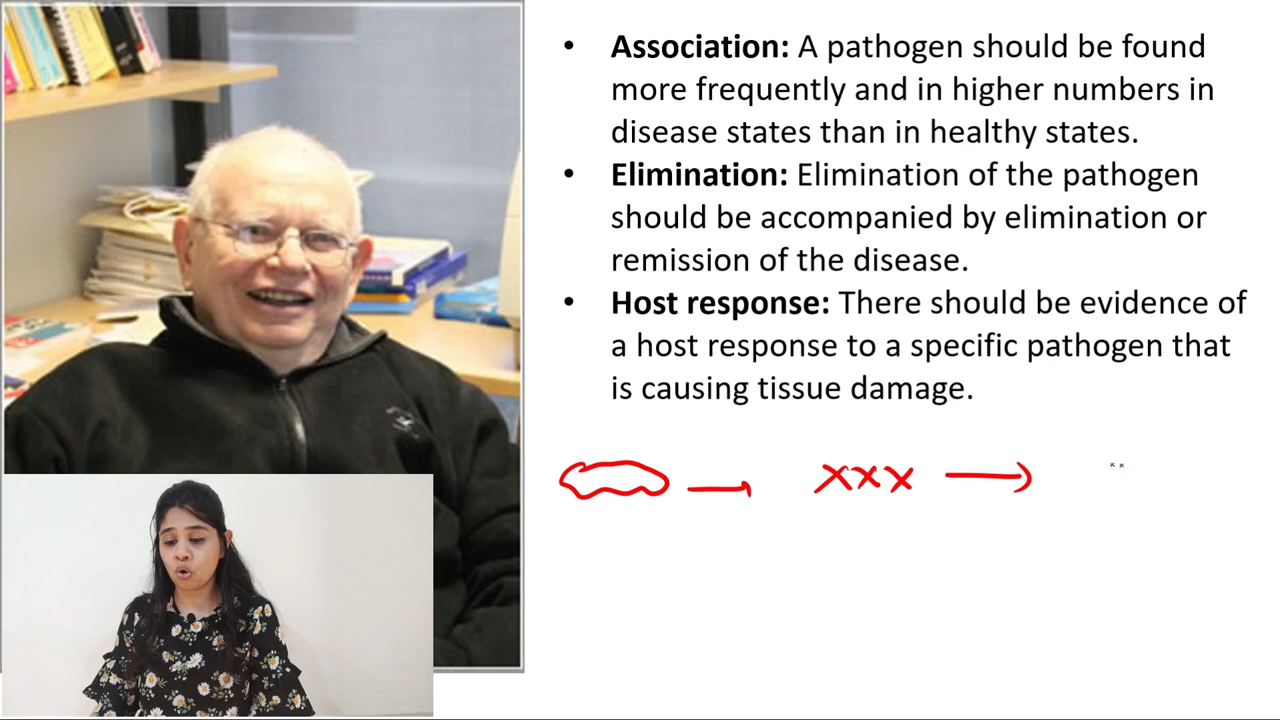 • Association: A pathogen should be found
more frequently and in higher numbers in
disease states than in healthy states.
• Elimination: Elimination of the pathogen
should be accompanied by elimination or
remission of the disease.
• Host response: There should be evidence of
a host response to a specific pathogen that
is causing tissue damage.
xxx